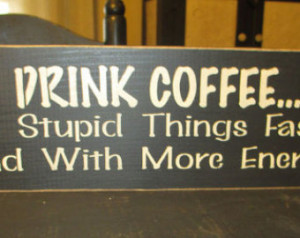 DRINK COFFEE...
Stupid Things Fas
d With More Ener